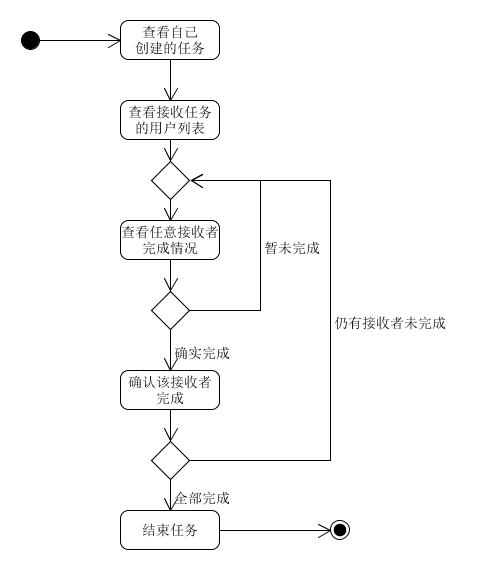 查看自己
创建的任务
查看接收任务
的用户列表
查看任意接收者
完成情况
暂未完成
仍有接收者未完成
确实完成
确认该接收者
完成
全部完成
结束任务